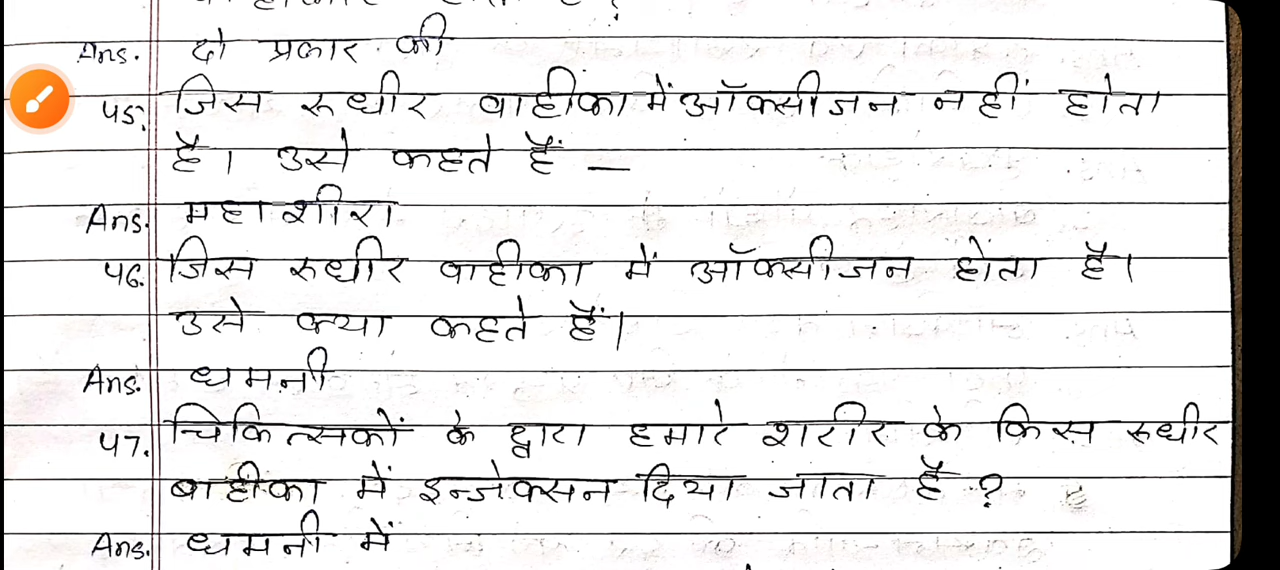 Ans. दो प्रकार की
45. जिस रूधीर वाहीका में ऑक्सीजन नहीं होता
है। उसे कहते हैं —
Ans. महाशीरा
46. जिस रूधीर वाहीका में ऑक्सीजन होता है।
उसे क्या कहते हैं।
Ans. धमनी
47. चिकित्सकों के द्वारा हमारे शरीर के किस रूधीर
बाहीका में इन्जेक्सन दिया जाता है ?
Ans. धमनी में